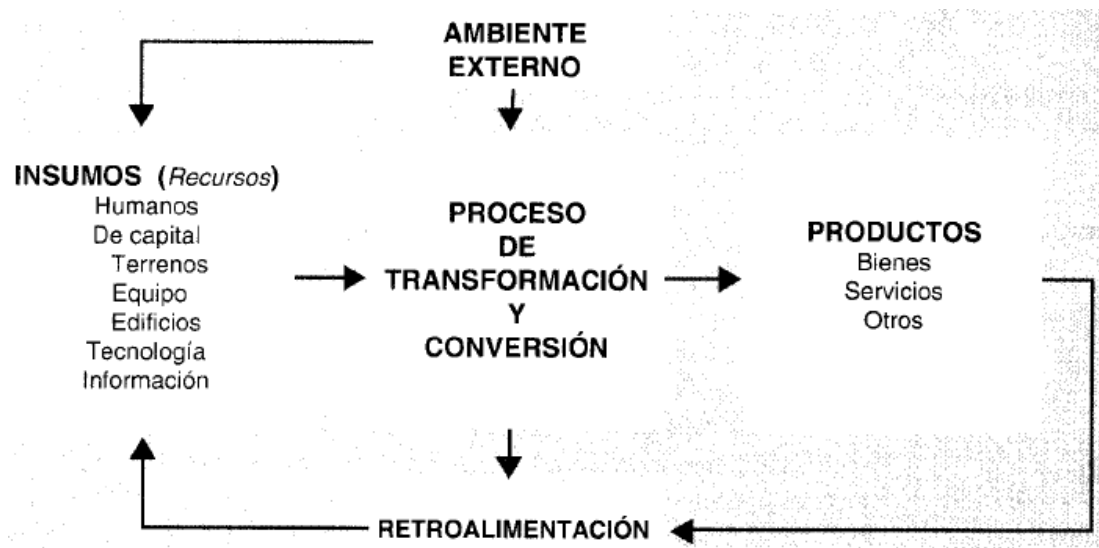 AMBIENTE
EXTERNO
INSUMOS (Recursos)
Humanos
De capital
Terrenos
Equipo
Edificios
Tecnología
Información
PROCESO
DE
TRANSFORMACIÓN
Y
CONVERSIÓN
PRODUCTOS
Bienes
Servicios
Otros
RETROALIMENTACIÓN